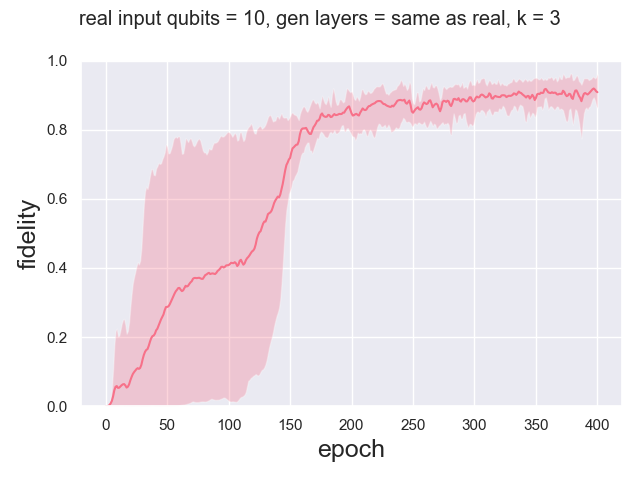 real input qubits = 10, gen layers = same as real, k = 3
1.0
0.8
0.6
0.4
0.2
0.0
fidelity
0 50 100 150 200 250 300 350 400
epoch